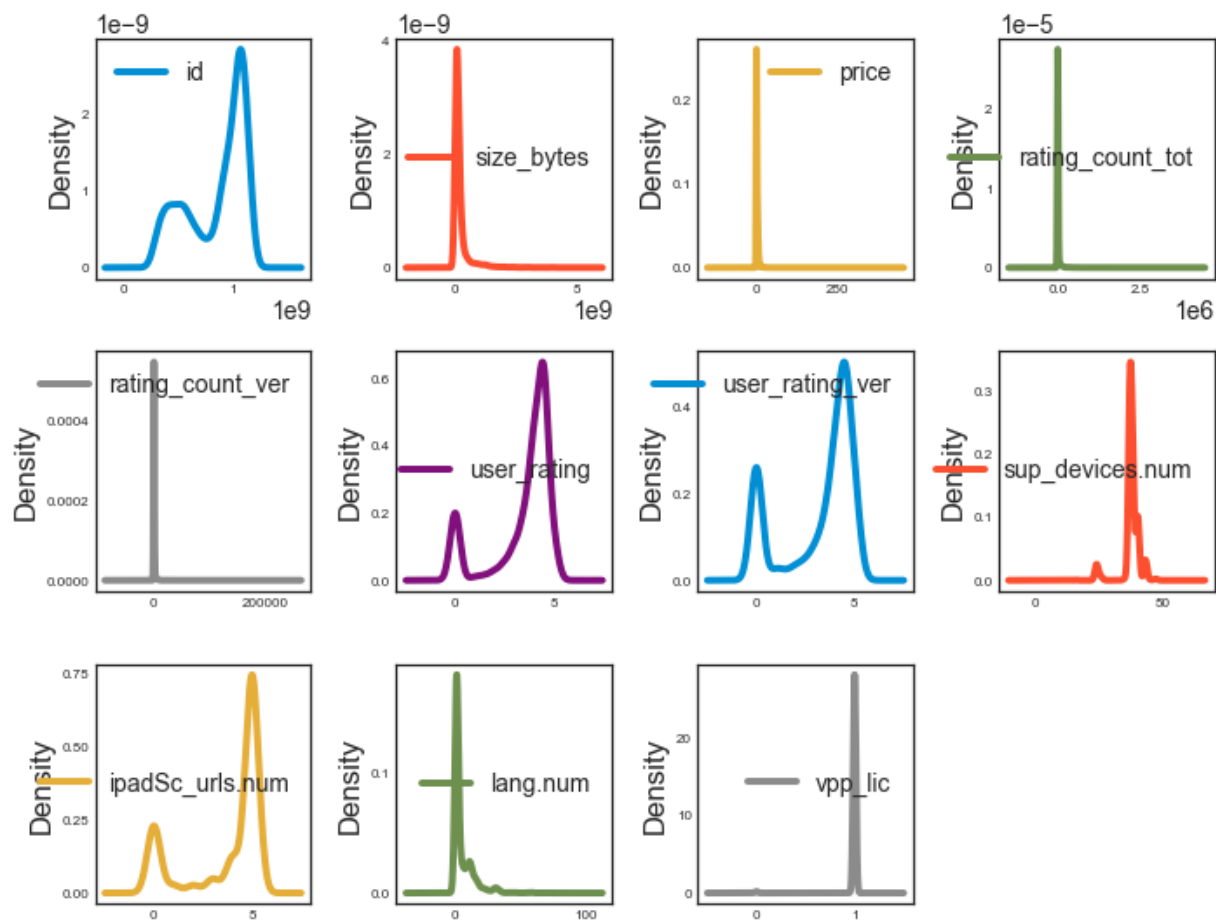 1e−9
1e−9
1e−5
Density
2
1
0
id
0
1
1e9
Density
4
2
0
size_bytes
0
5
1e9
Density
0.2
0.1
0.0
price
0
250
Density
2
1
0
rating_count_tot
0.0
2.5
1e6
Density
0.0004
0.0002
0.0000
rating_count_ver
0
200000
Density
0.6
0.4
0.2
0.0
user_rating
0
5
Density
0.4
0.2
0.0
user_rating_ver
0
5
Density
0.3
0.2
0.1
0.0
sup_devices.num
0
50
Density
0.75
0.50
0.25
0.00
ipadSc_urls.num
0
5
Density
0.1
0.0
lang.num
0
100
Density
20
10
0
vpp_lic
0
1